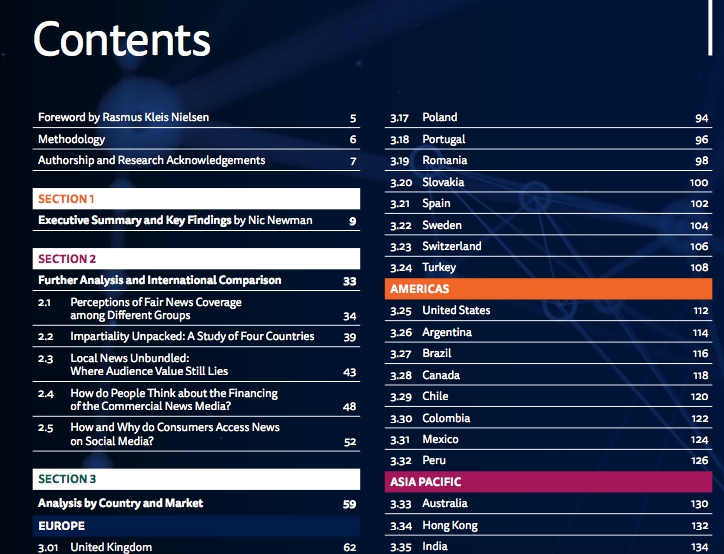 Contents
Foreword by Rasmus Kleis Nielsen 5
Methodology 6
Authorship and Research Acknowledgements 7
SECTION 1
Executive Summary and Key Findings by Nic Newman 9
SECTION 2
Further Analysis and International Comparison 33
2.1 Perceptions of Fair News Coverage
among Different Groups 34
2.2 Impartiality Unpacked: A Study of Four Countries 39
2.3 Local News Unbundled:
Where Audience Value Still Lies 43
2.4 How do People Think about the Financing
of the Commercial News Media? 48
2.5 How and Why do Consumers Access News
on Social Media? 52
SECTION 3
Analysis by Country and Market 59
EUROPE
3.01 United Kingdom 62
3.17 Poland 94
3.18 Portugal 96
3.19 Romania 98
3.20 Slovakia 100
3.21 Spain 102
3.22 Sweden 104
3.23 Switzerland 106
3.24 Turkey 108
AMERICAS
3.25 United States 112
3.26 Argentina 114
3.27 Brazil 116
3.28 Canada 118
3.29 Chile 120
3.30 Colombia 122
3.31 Mexico 124
3.32 Peru 126
ASIA PACIFIC
3.33 Australia 130
3.34 Hong Kong 132
3.35 India 134